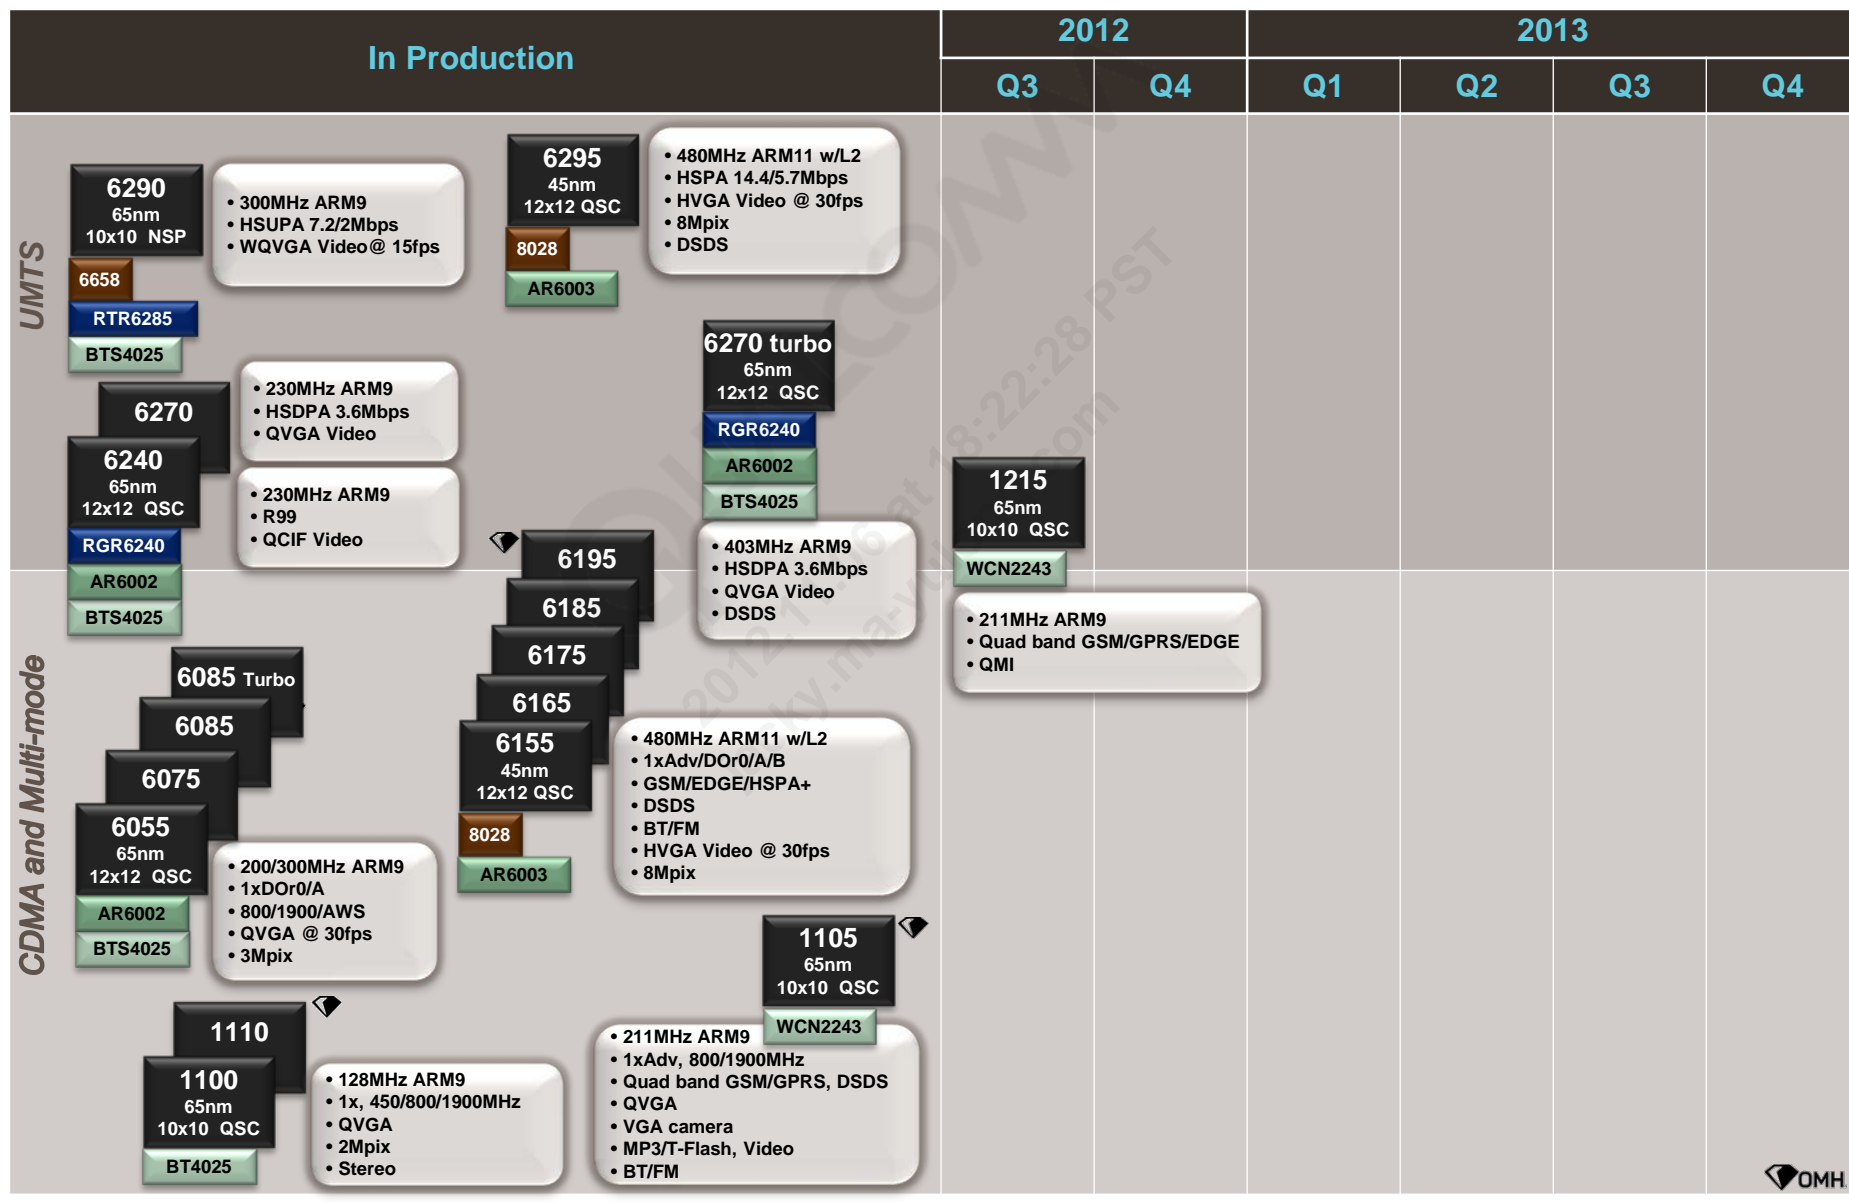 In Production
2012
2013
Q3
Q4
Q1
Q2
Q3
Q4
UMTS
6290
65nm
10x10 NSP
6658
RTR6285
BTS4025
• 300MHz ARM9
• HSUPA 7.2/2Mbps
• WQVGA Video@ 15fps
6295
45nm
12x12 QSC
8028
AR6003
• 480MHz ARM11 w/L2
• HSPA 14.4/5.7Mbps
• HVGA Video @ 30fps
• 8Mpix
• DSDS
6270
6240
65nm
12x12 QSC
RGR6240
AR6002
BTS4025
• 230MHz ARM9
• HSDPA 3.6Mbps
• QVGA Video
• 230MHz ARM9
• R99
• QCIF Video
6270 turbo
65nm
12x12 QSC
RGR6240
AR6002
BTS4025
• 403MHz ARM9
• HSDPA 3.6Mbps
• QVGA Video
• DSDS
1215
65nm
10x10 QSC
WCN2243
• 211MHz ARM9
• Quad band GSM/GPRS/EDGE
• QMI
CDMA and Multi-mode
6085 Turbo
6085
6075
6055
65nm
12x12 QSC
AR6002
BTS4025
• 200/300MHz ARM9
• 1xDOr0/A
• 800/1900/AWS
• QVGA @ 30fps
• 3Mpix
6195
6185
6175
6165
6155
45nm
12x12 QSC
8028
AR6003
• 480MHz ARM11 w/L2
• 1xAdv/DOr0/A/B
• GSM/EDGE/HSPA+
• DSDS
• BT/FM
• HVGA Video @ 30fps
• 8Mpix
1110
1100
65nm
10x10 QSC
BT4025
• 128MHz ARM9
• 1x, 450/800/1900MHz
• QVGA
• 2Mpix
• Stereo
1105
65nm
10x10 QSC
WCN2243
• 211MHz ARM9
• 1xAdv, 800/1900MHz
• Quad band GSM/GPRS, DSDS
• QVGA
• VGA camera
• MP3/T-Flash, Video
• BT/FM
OMH
QUALCOMM
at 18:22:28 PST